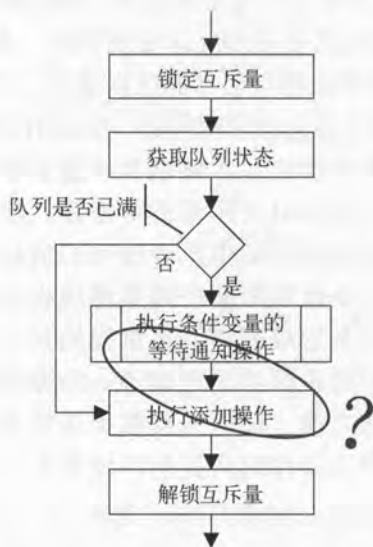 锁定互斥量
获取队列状态
队列是否已满
否
是
执行条件变量的
等待通知操作
执行添加操作
?
解锁互斥量